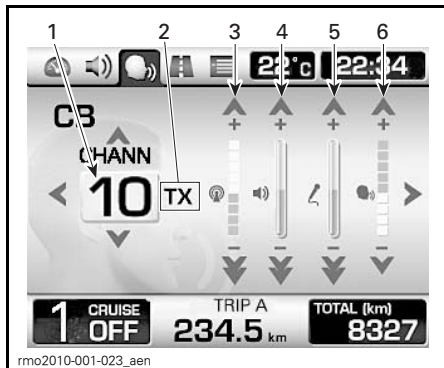 1 2 3 4 5 6
22°c 22:34
CB
CHANN
10 TX
+ + + +
- - - -
1 CRUISE OFF
TRIP A
234.5 km
TOTAL (km)
8327
rmo2010-001-023_aen